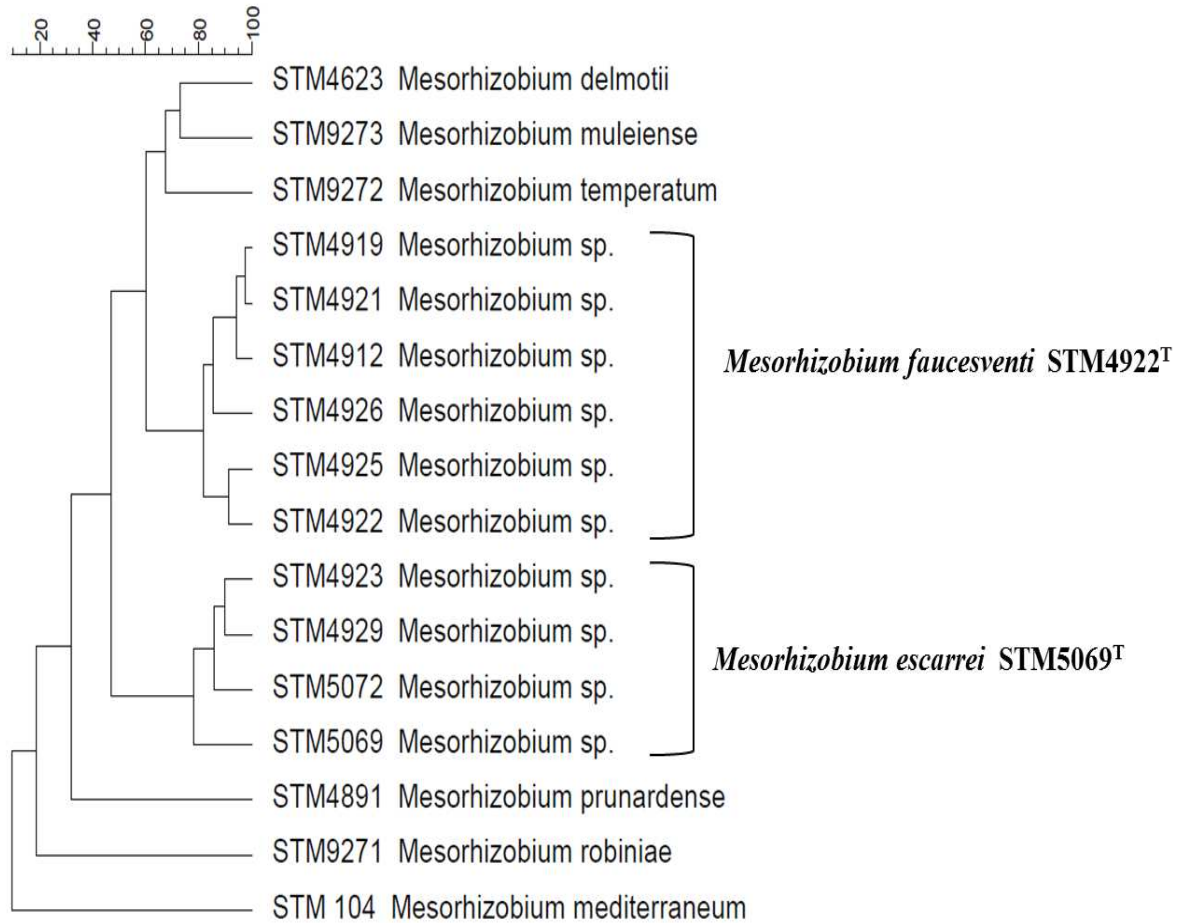 20 40 60 80 100
STM4623 Mesorhizobium delmotii
STM9273 Mesorhizobium muleiense
STM9272 Mesorhizobium temperatum
STM4919 Mesorhizobium sp.
STM4921 Mesorhizobium sp.
STM4912 Mesorhizobium sp.
Mesorhizobium faucesventi STM4922ᵀ
STM4926 Mesorhizobium sp.
STM4925 Mesorhizobium sp.
STM4922 Mesorhizobium sp.
STM4923 Mesorhizobium sp.
STM4929 Mesorhizobium sp.
Mesorhizobium escarrei STM5069ᵀ
STM5072 Mesorhizobium sp.
STM5069 Mesorhizobium sp.
STM4891 Mesorhizobium prunardense
STM9271 Mesorhizobium robiniae
STM 104 Mesorhizobium mediterraneum